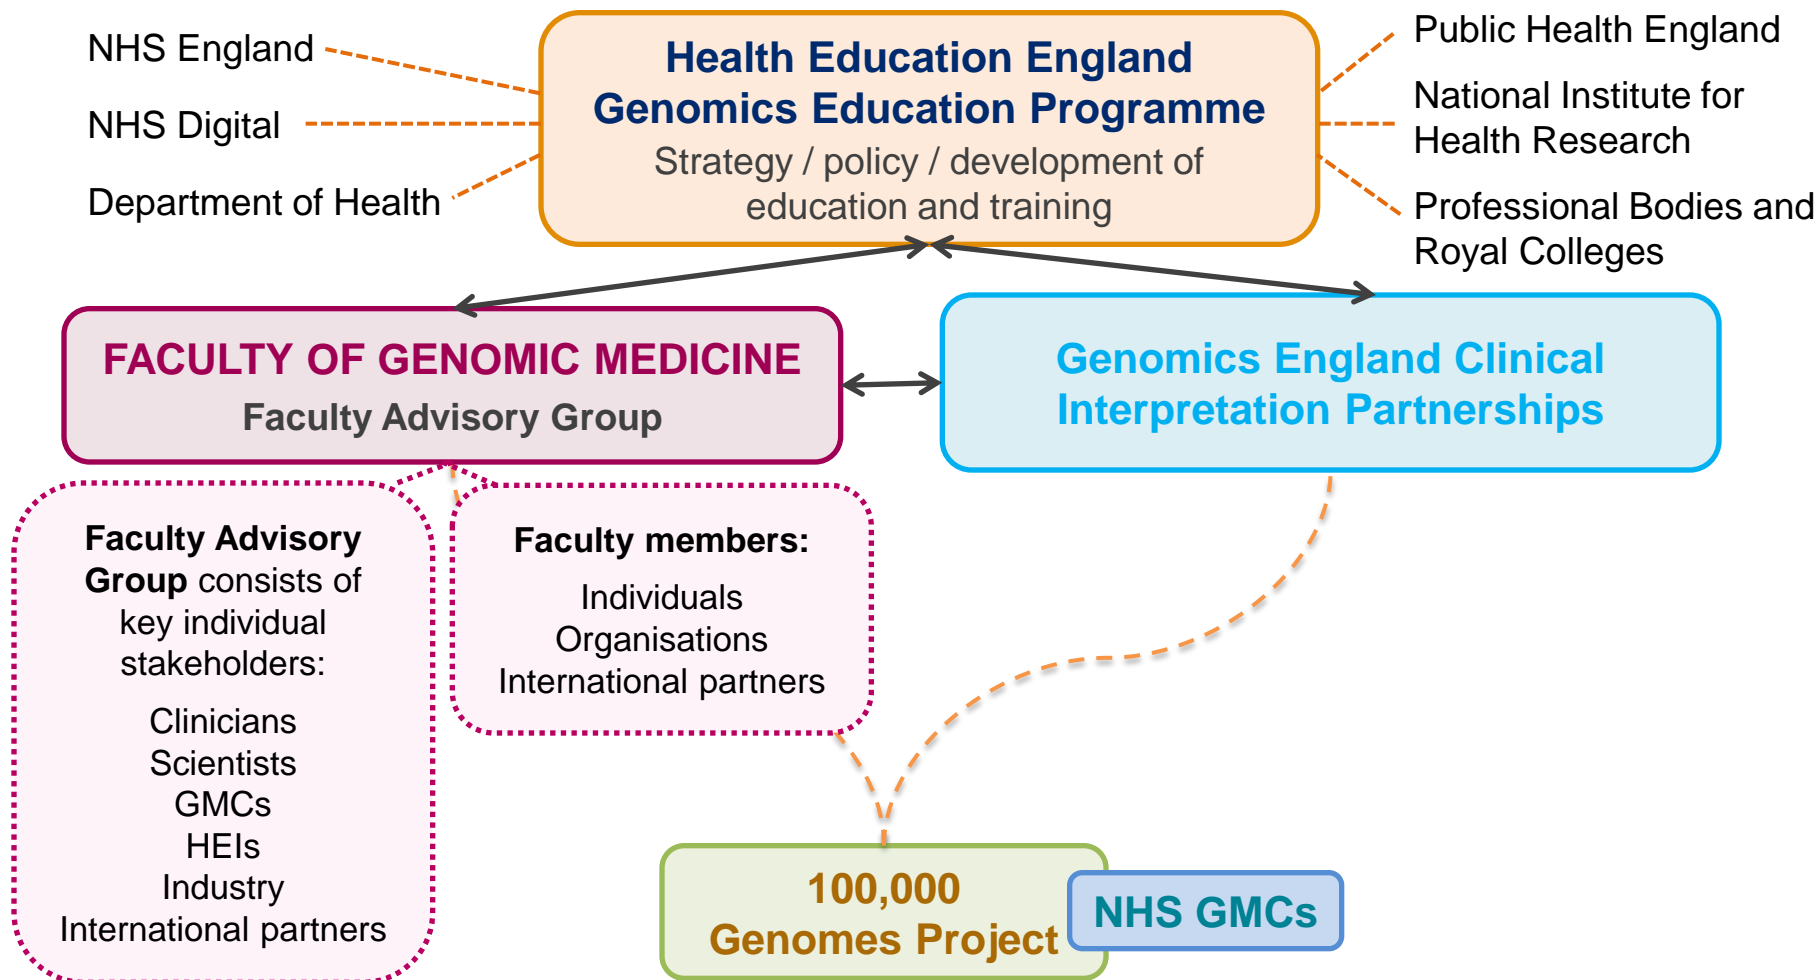 NHS England
NHS Digital
Department of Health
Health Education England
Genomics Education Programme
Strategy / policy / development of
education and training
Public Health England
National Institute for
Health Research
Professional Bodies and
Royal Colleges
FACULTY OF GENOMIC MEDICINE
Faculty Advisory Group
Genomics England Clinical
Interpretation Partnerships
Faculty Advisory
Group consists of
key individual
stakeholders:
Clinicians
Scientists
GMCs
HEIs
Industry
International partners
Faculty members:
Individuals
Organisations
International partners
100,000
Genomes Project
NHS GMCs